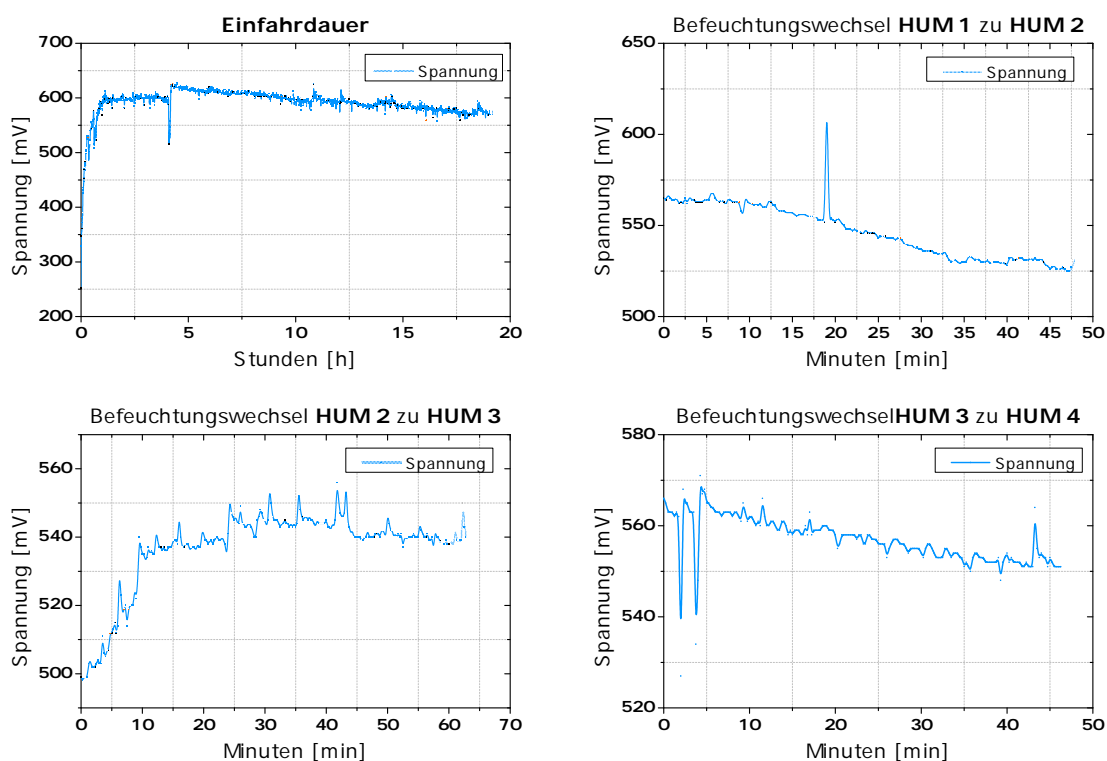 Einfahrdauer
700
600
500
400
300
200
Spannung [mV]
Spannung
0 5 10 15 20
Stunden [h]
Befeuchtungswechsel HUM 1 zu HUM 2
650
600
550
500
Spannung [mV]
Spannung
0 5 10 15 20 25 30 35 40 45 50
Minuten [min]
Befeuchtungswechsel HUM 2 zu HUM 3
560
540
520
500
Spannung [mV]
Spannung
0 10 20 30 40 50 60 70
Minuten [min]
BefeuchtungswechselHUM 3 zu HUM 4
580
560
540
520
Spannung [mV]
Spannung
0 10 20 30 40 50
Minuten [min]